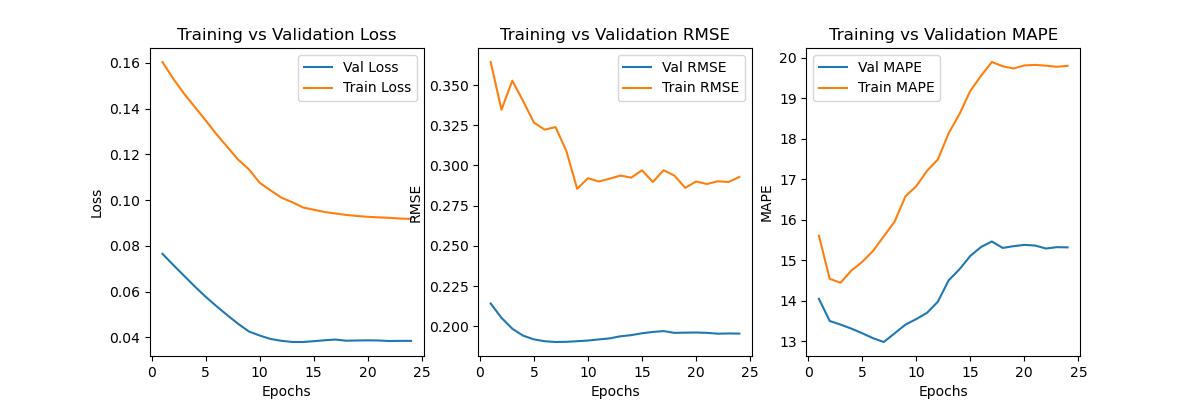 Training vs Validation Loss
0.16
0.14
0.12
0.10
0.08
0.06
0.04
Loss
Val Loss
Train Loss
0 5 10 15 20 25
Epochs
Training vs Validation RMSE
0.350
0.325
0.300
0.275
0.250
0.225
0.200
RMSE
Val RMSE
Train RMSE
0 5 10 15 20 25
Epochs
Training vs Validation MAPE
20
19
18
17
16
15
14
13
MAPE
Val MAPE
Train MAPE
0 5 10 15 20 25
Epochs